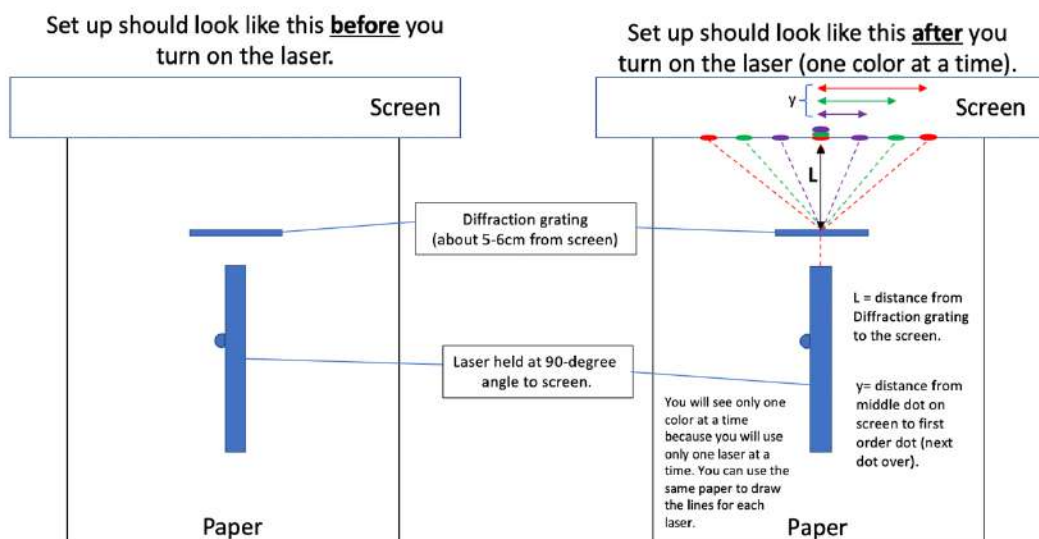 Set up should look like this before you
turn on the laser.
Screen
Paper
Diffraction grating
(about 5-6cm from screen)
Laser held at 90-degree
angle to screen.
Set up should look like this after you
turn on the laser (one color at a time).
y
Screen
L
L = distance from
Diffraction grating
to the screen.
y= distance from
middle dot on
screen to first
order dot (next
dot over).
You will see only one
color at a time
because you will use
only one laser at a
time. You can use the
same paper to draw
the lines for each
laser.
Paper